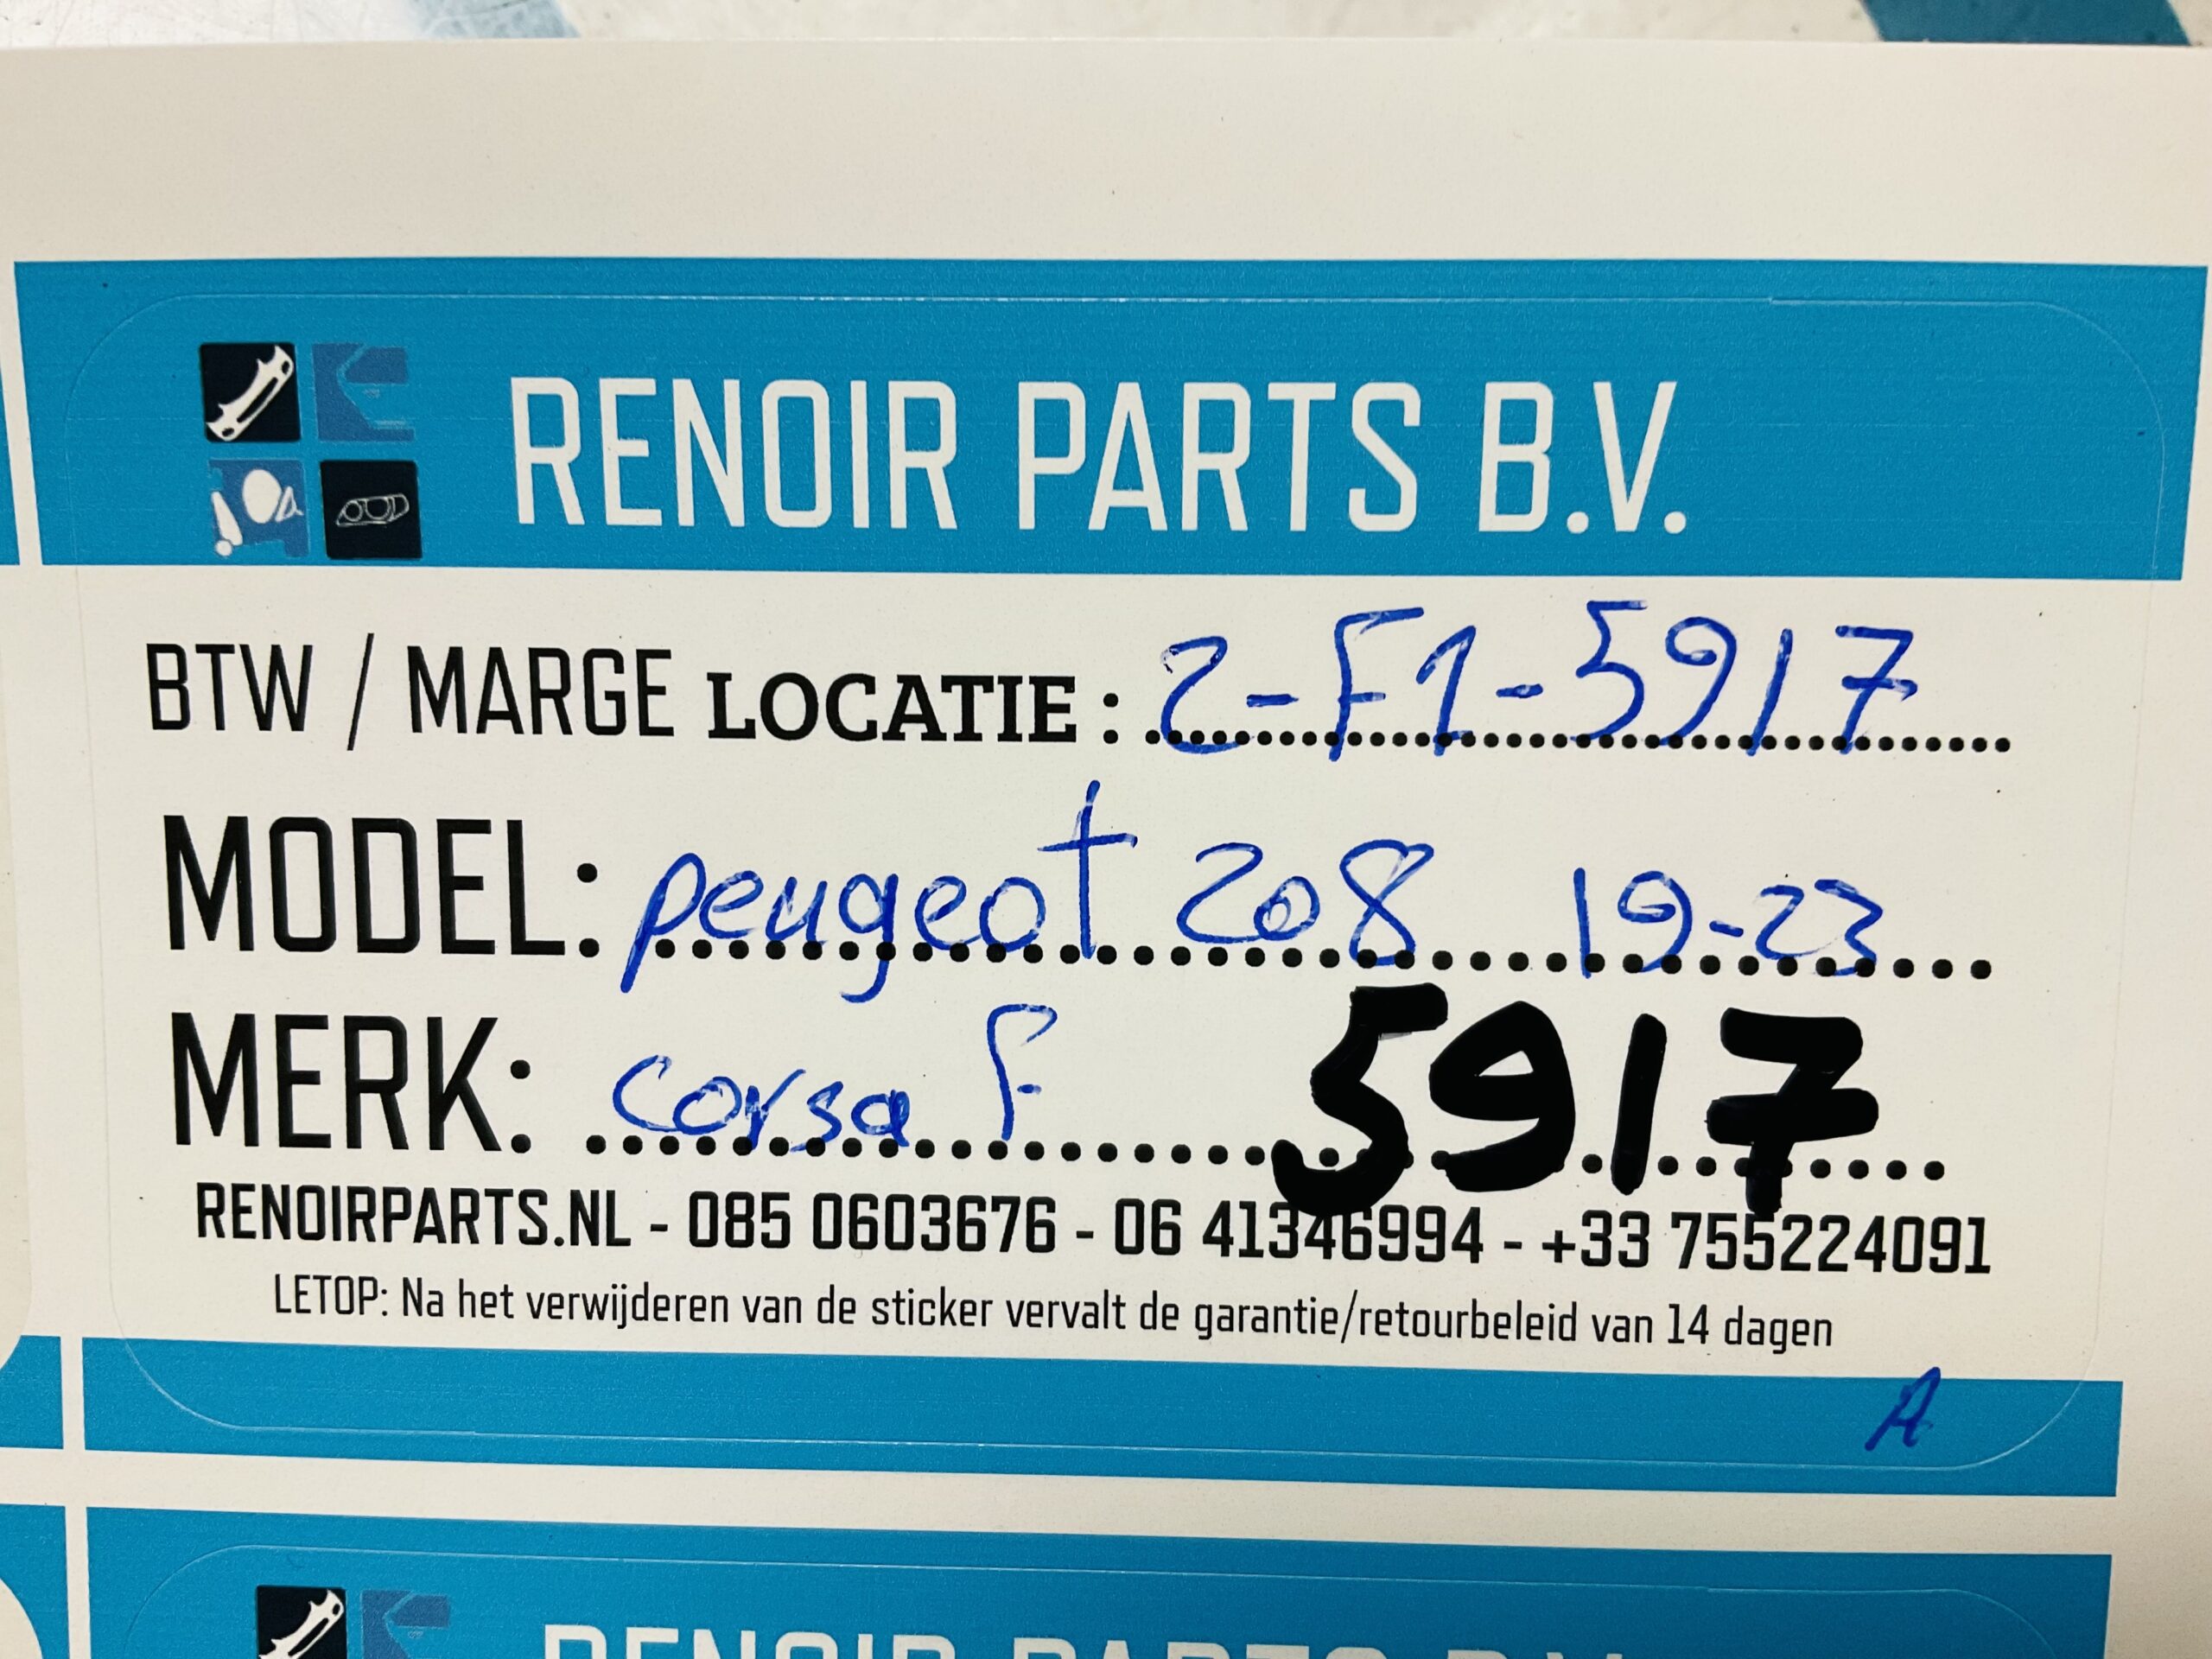 RENOIR PARTS B.V.
BTW / MARGE LOCATIE : 2-F1-5917
MODEL: peugeot 208 19-23
MERK: corsa F 5917
RENOIRPARTS.NL - 085 0603676 - 06 41346994 - +33 755224091
LETOP: Na het verwijderen van de sticker vervalt de garantie/retourbeleid van 14 dagen
A
RENOIR PARTS B.V.